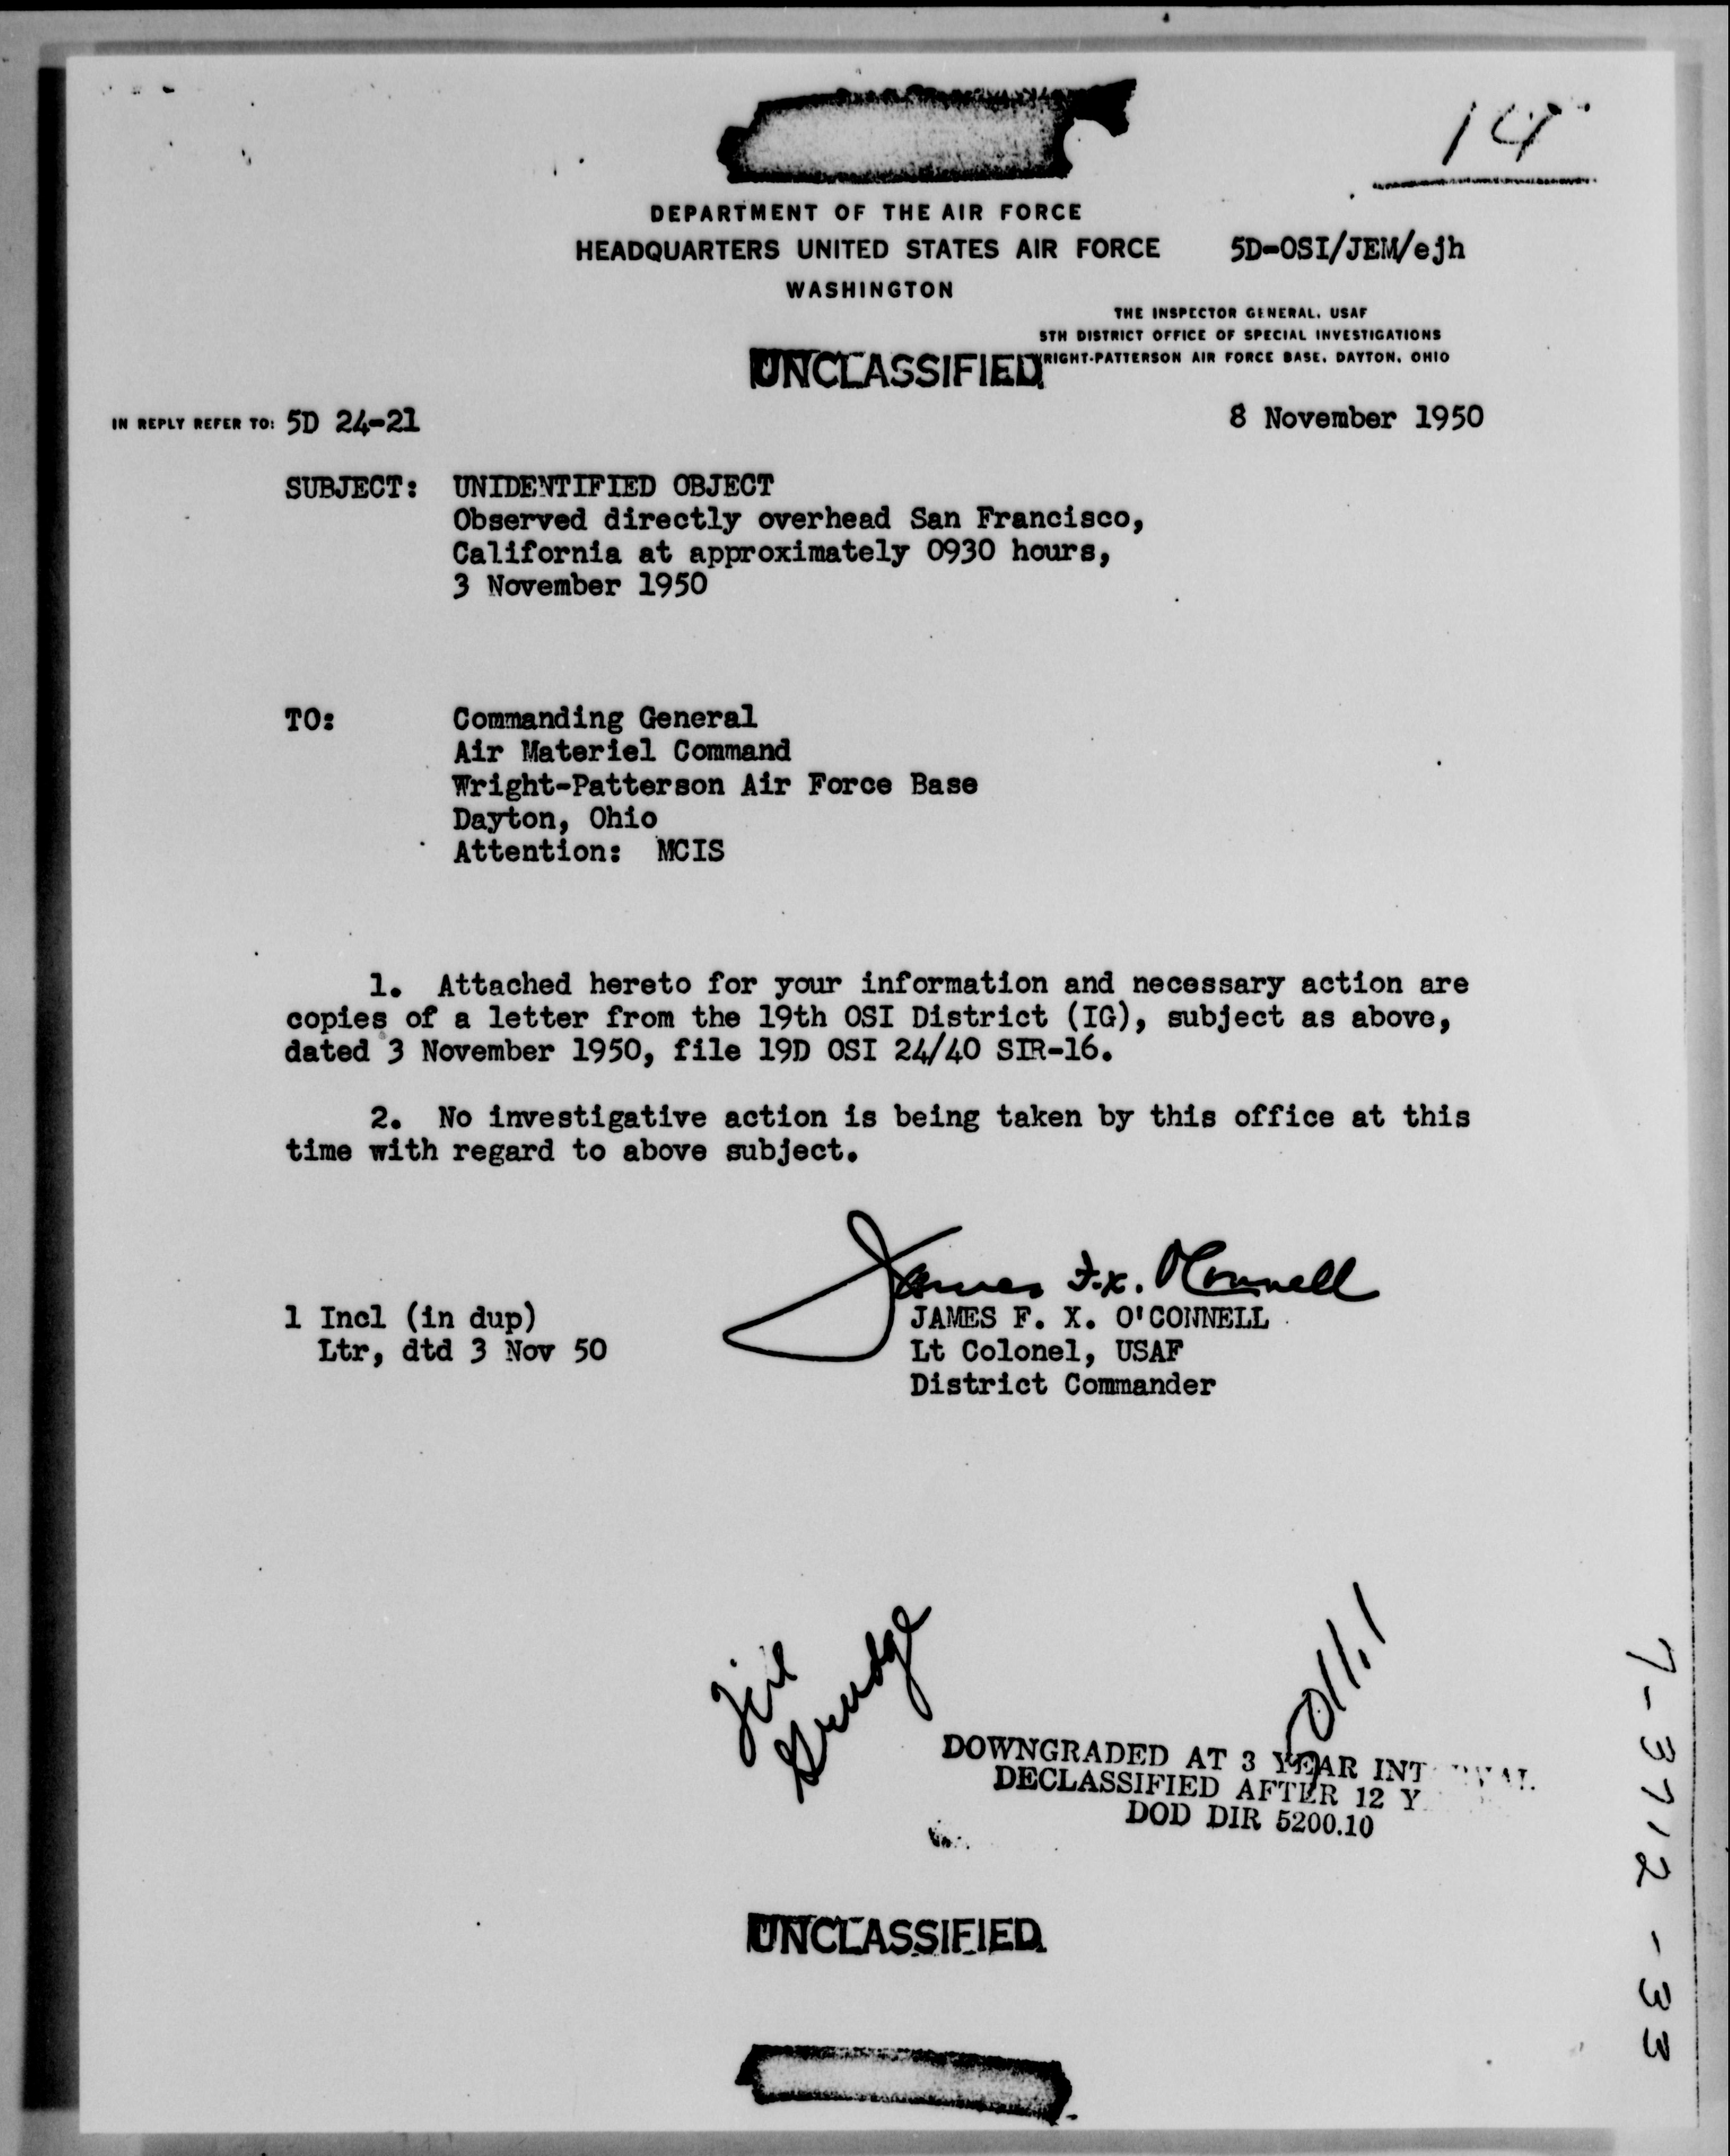 14
DEPARTMENT OF THE AIR FORCE
HEADQUARTERS UNITED STATES AIR FORCE 5D-OSI/JEM/ejh
WASHINGTON
THE INSPECTOR GENERAL, USAF
5TH DISTRICT OFFICE OF SPECIAL INVESTIGATIONS
WRIGHT-PATTERSON AIR FORCE BASE, DAYTON, OHIO
UNCLASSIFIED
IN REPLY REFER TO: 5D 24-21 8 November 1950
SUBJECT: UNIDENTIFIED OBJECT
Observed directly overhead San Francisco,
California at approximately 0930 hours,
3 November 1950
TO: Commanding General
Air Materiel Command
Wright-Patterson Air Force Base
Dayton, Ohio
Attention: MCIS
1. Attached hereto for your information and necessary action are
copies of a letter from the 19th OSI District (IG), subject as above,
dated 3 November 1950, file 19D OSI 24/40 SIR-16.
2. No investigative action is being taken by this office at this
time with regard to above subject.
James F.X. O'Connell
1 Incl (in dup) JAMES F. X. O'CONNELL
Ltr, dtd 3 Nov 50 Lt Colonel, USAF
District Commander
File
Grudge
DOWNGRADED AT 3 YEAR INT
DECLASSIFIED AFTER 12 Y
DOD DIR 5200.10
UNCLASSIFIED
7-3712-33